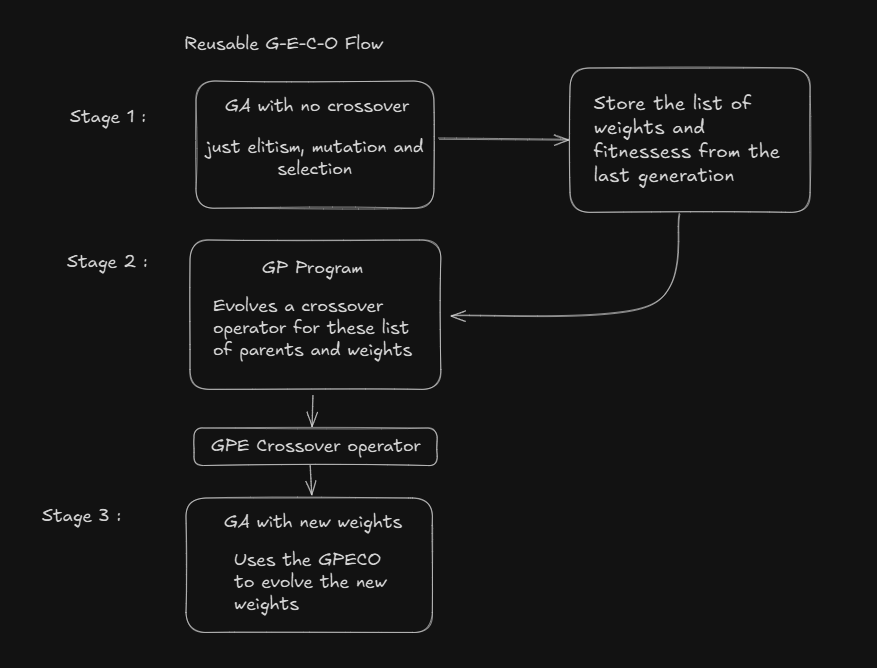 Reusable G-E-C-O Flow
Stage 1 :
GA with no crossover
just elitism, mutation and
selection
Store the list of
weights and
fitnessess from the
last generation
Stage 2 :
GP Program
Evolves a crossover
operator for these list
of parents and weights
GPE Crossover operator
Stage 3 :
GA with new weights
Uses the GPECO
to evolve the new
weights